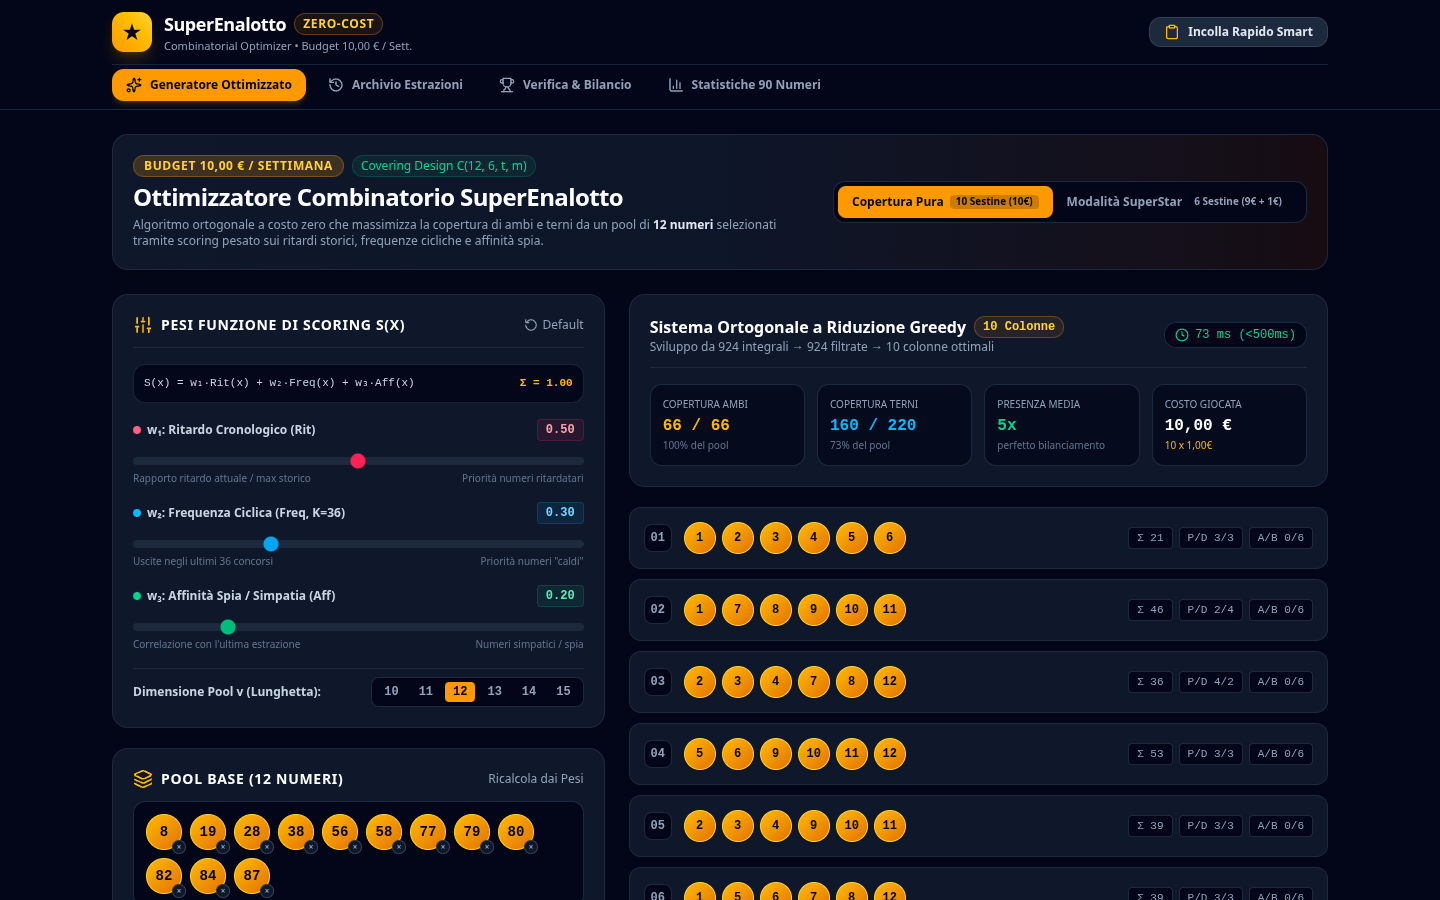 SuperEnalotto ZERO-COST
Combinatorial Optimizer • Budget 10,00 € / Sett.
Incolla Rapido Smart
Generatore Ottimizzato
Archivio Estrazioni
Verifica & Bilancio
Statistiche 90 Numeri
BUDGET 10,00 € / SETTIMANA
Covering Design C(12, 6, t, m)
Ottimizzatore Combinatorio SuperEnalotto
Algoritmo ortogonale a costo zero che massimizza la copertura di ambi e terni da un pool di 12 numeri selezionati
tramite scoring pesato sui ritardi storici, frequenze cicliche e affinità spia.
Copertura Pura 10 Sestine (10€)
Modalità SuperStar 6 Sestine (9€ + 1€)
PESI FUNZIONE DI SCORING S(X)
Default
S(x) = w₁·Rit(x) + w₂·Freq(x) + w₃·Aff(x)
Σ = 1.00
w₁: Ritardo Cronologico (Rit)
0.50
Rapporto ritardo attuale / max storico
Priorità numeri ritardatari
w₂: Frequenza Ciclica (Freq, K=36)
0.30
Uscite negli ultimi 36 concorsi
Priorità numeri "caldi"
w₃: Affinità Spia / Simpatia (Aff)
0.20
Correlazione con l'ultima estrazione
Numeri simpatici / spia
Dimensione Pool v (Lunghetta):
10 11 12 13 14 15
POOL BASE (12 NUMERI)
Ricalcola dai Pesi
8 × 19 × 28 × 38 × 56 × 58 × 77 × 79 × 80 ×
82 × 84 × 87 ×
Sistema Ortogonale a Riduzione Greedy 10 Colonne
Sviluppo da 924 integrali → 924 filtrate → 10 colonne ottimali
73 ms (<500ms)
COPERTURA AMBI
66 / 66
100% del pool
COPERTURA TERNI
160 / 220
73% del pool
PRESENZA MEDIA
5x
perfetto bilanciamento
COSTO GIOCATA
10,00 €
10 x 1,00€
01 1 2 3 4 5 6 Σ 21 P/D 3/3 A/B 0/6
02 1 7 8 9 10 11 Σ 46 P/D 2/4 A/B 0/6
03 2 3 4 7 8 12 Σ 36 P/D 4/2 A/B 0/6
04 5 6 9 10 11 12 Σ 53 P/D 3/3 A/B 0/6
05 2 3 4 9 10 11 Σ 39 P/D 3/3 A/B 0/6
06 1 5 6 7 8 12 Σ 39 P/D 3/3 A/B 0/6